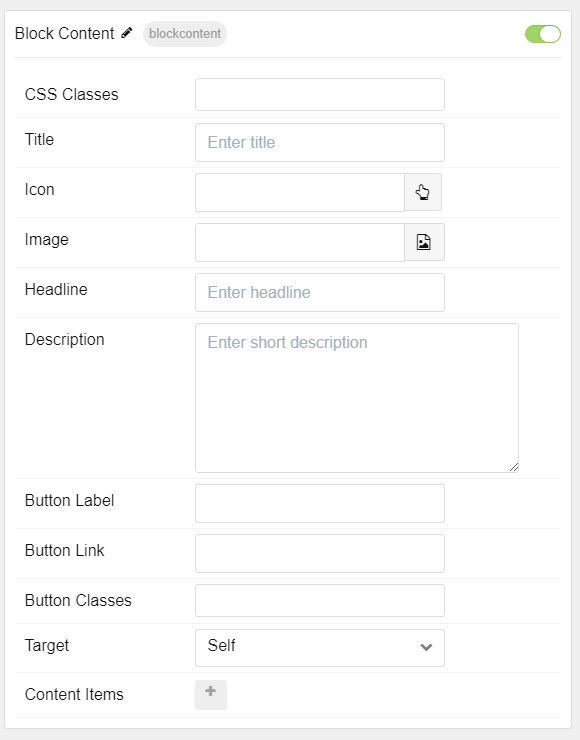 Block Content blockcontent
CSS Classes
Title Enter title
Icon
Image
Headline Enter headline
Description Enter short description
Button Label
Button Link
Button Classes
Target Self
Content Items